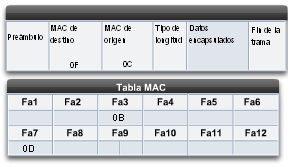 Preámbulo MAC de destino 0F MAC de origen 0C Tipo de longitud Datos encapsulados Fin de la trama
Tabla MAC
Fa1 Fa2 Fa3 Fa4 Fa5 Fa6
0B
Fa7 Fa8 Fa9 Fa10 Fa11 Fa12
0D